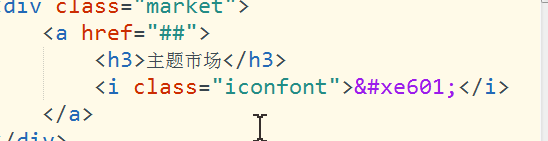 div class="market">
<a href="##">
<h3>主题市场</h3>
<i class="iconfont">&#xe601;</i>
</a>
</div>